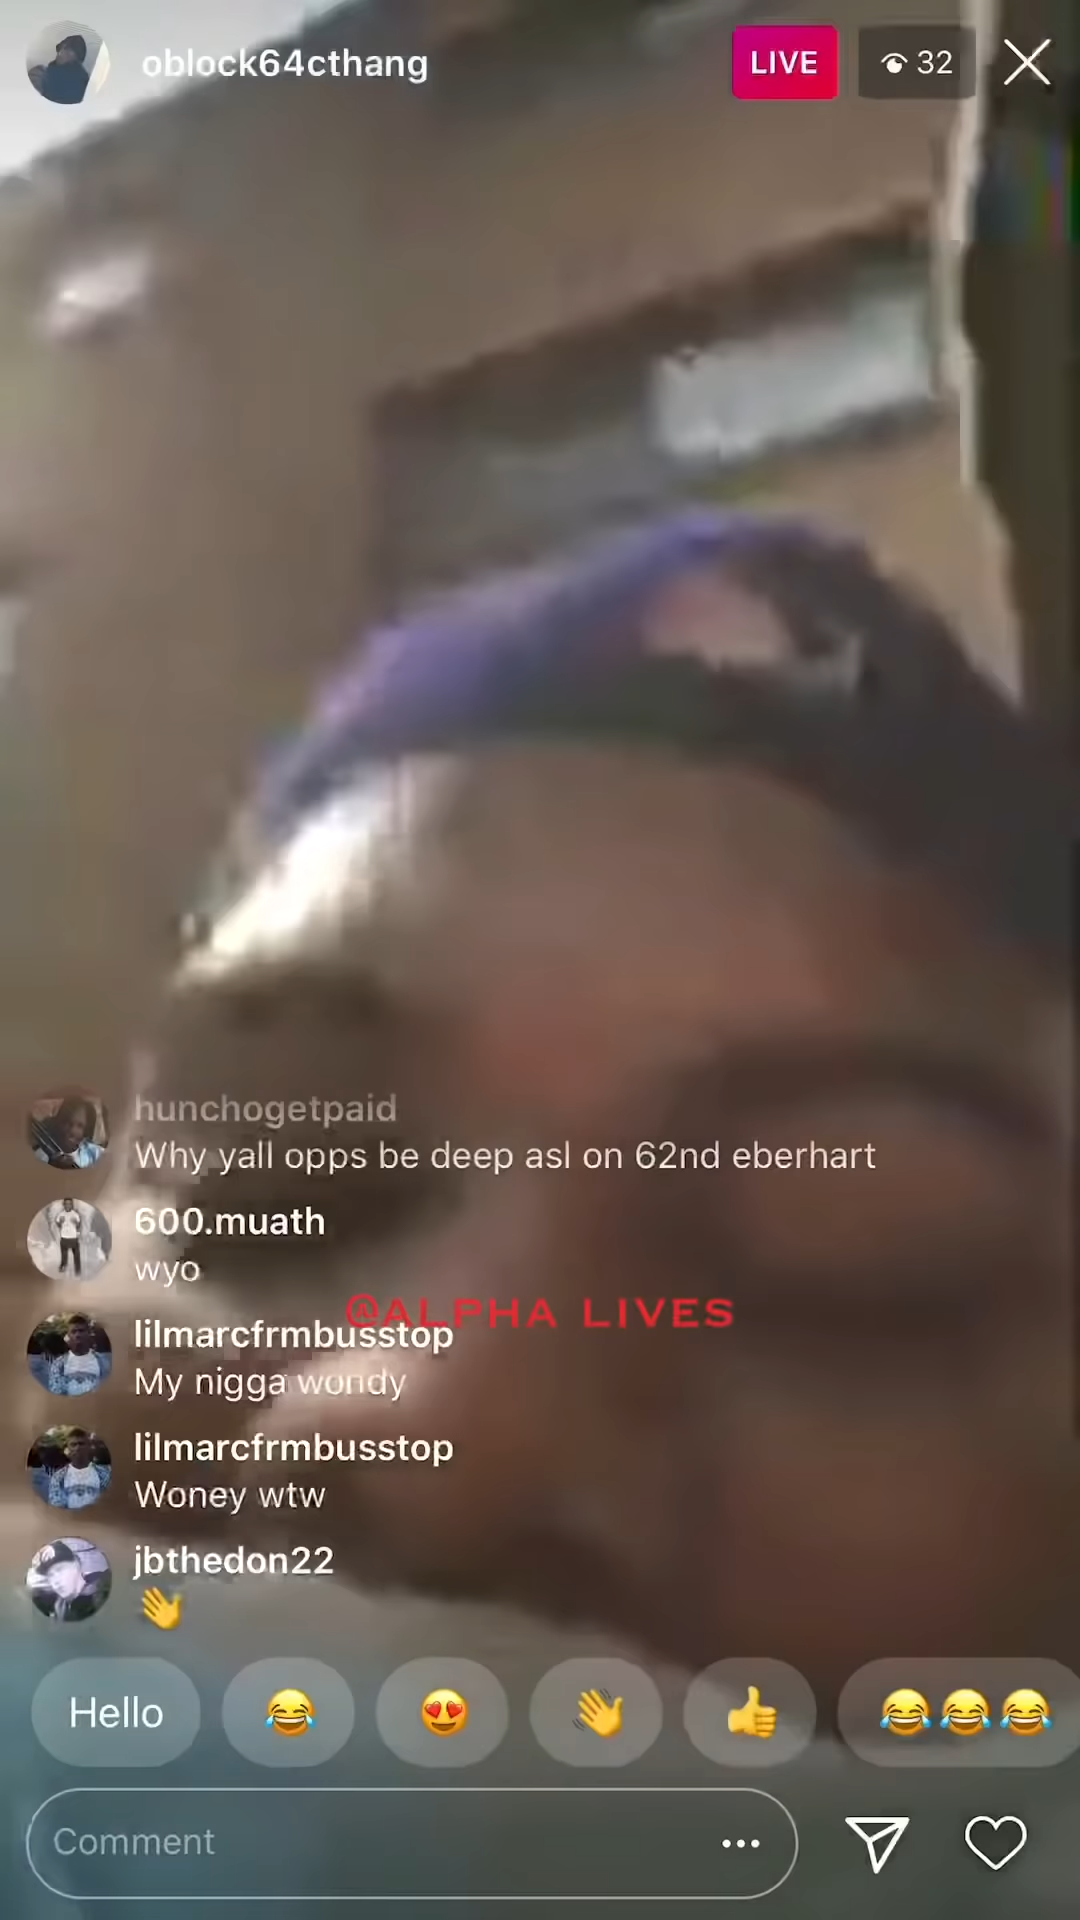 oblock64cthang
LIVE
32
hunchogetpaid
Why yall opps be deep asl on 62nd eberhart
600.muath
wyo
@ALPHA LIVES
lilmarcfrmbusstop
My nigga wondy
lilmarcfrmbusstop
Woney wtw
jbthedon22
👋
Hello 😂 😍 👋 👍 😂😂😂
Comment